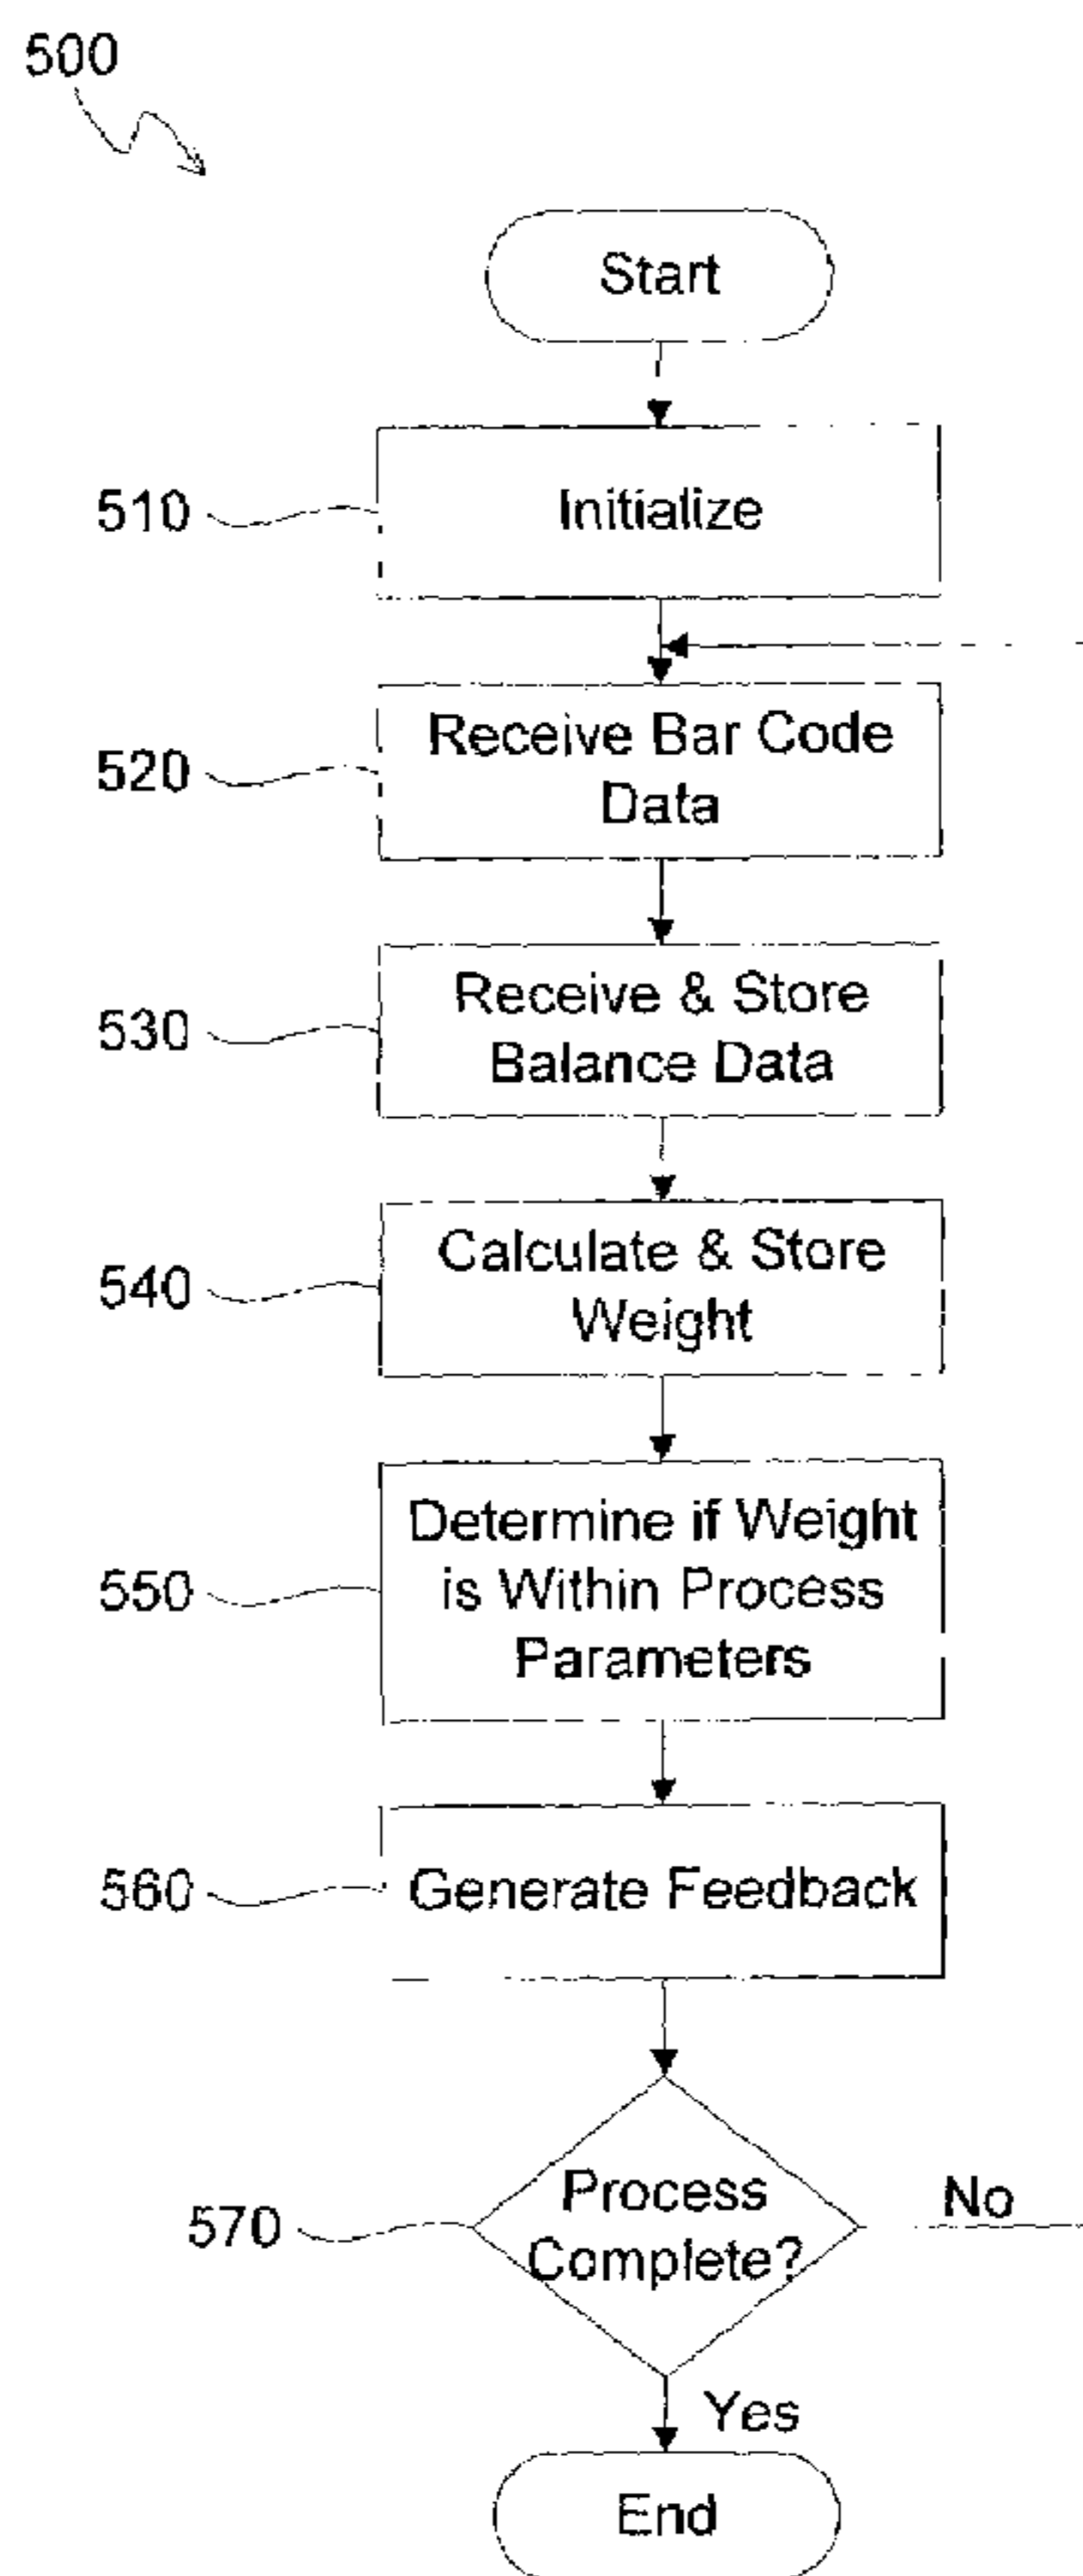 500
Start
510
Initialize
520
Receive Bar Code
Data
530
Receive & Store
Balance Data
540
Calculate & Store
Weight
550
Determine if Weight
is Within Process
Parameters
560
Generate Feedback
570
Process
Complete?
No
Yes
End